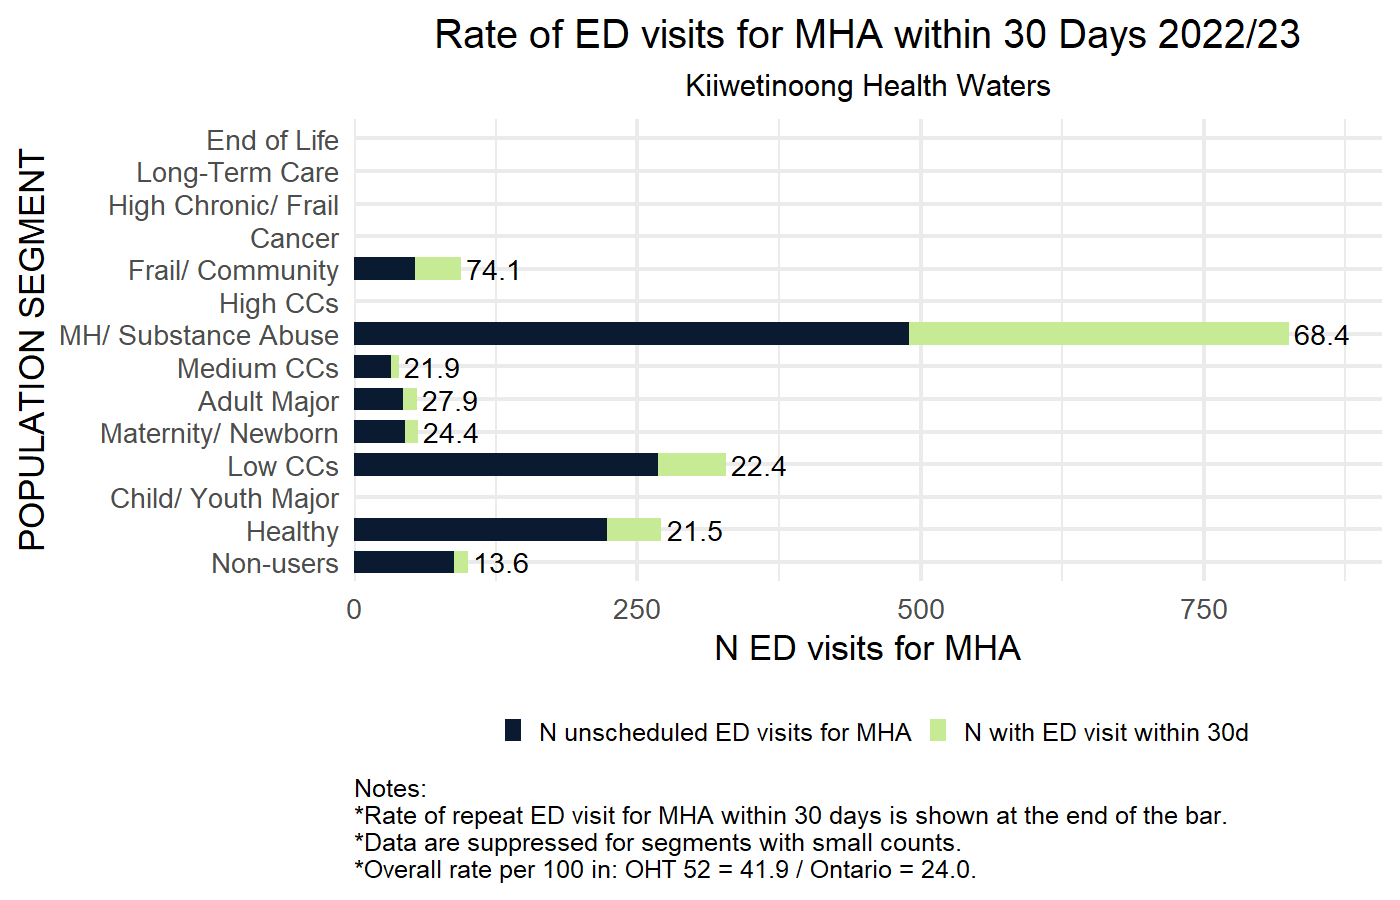 Rate of ED visits for MHA within 30 Days 2022/23
Kiiwetinoong Health Waters
POPULATION SEGMENT
End of Life
Long-Term Care
High Chronic/ Frail
Cancer
Frail/ Community 74.1
High CCs
MH/ Substance Abuse 68.4
Medium CCs 21.9
Adult Major 27.9
Maternity/ Newborn 24.4
Low CCs 22.4
Child/ Youth Major
Healthy 21.5
Non-users 13.6
0 250 500 750
N ED visits for MHA
N unscheduled ED visits for MHA N with ED visit within 30d
Notes:
*Rate of repeat ED visit for MHA within 30 days is shown at the end of the bar.
*Data are suppressed for segments with small counts.
*Overall rate per 100 in: OHT 52 = 41.9 / Ontario = 24.0.